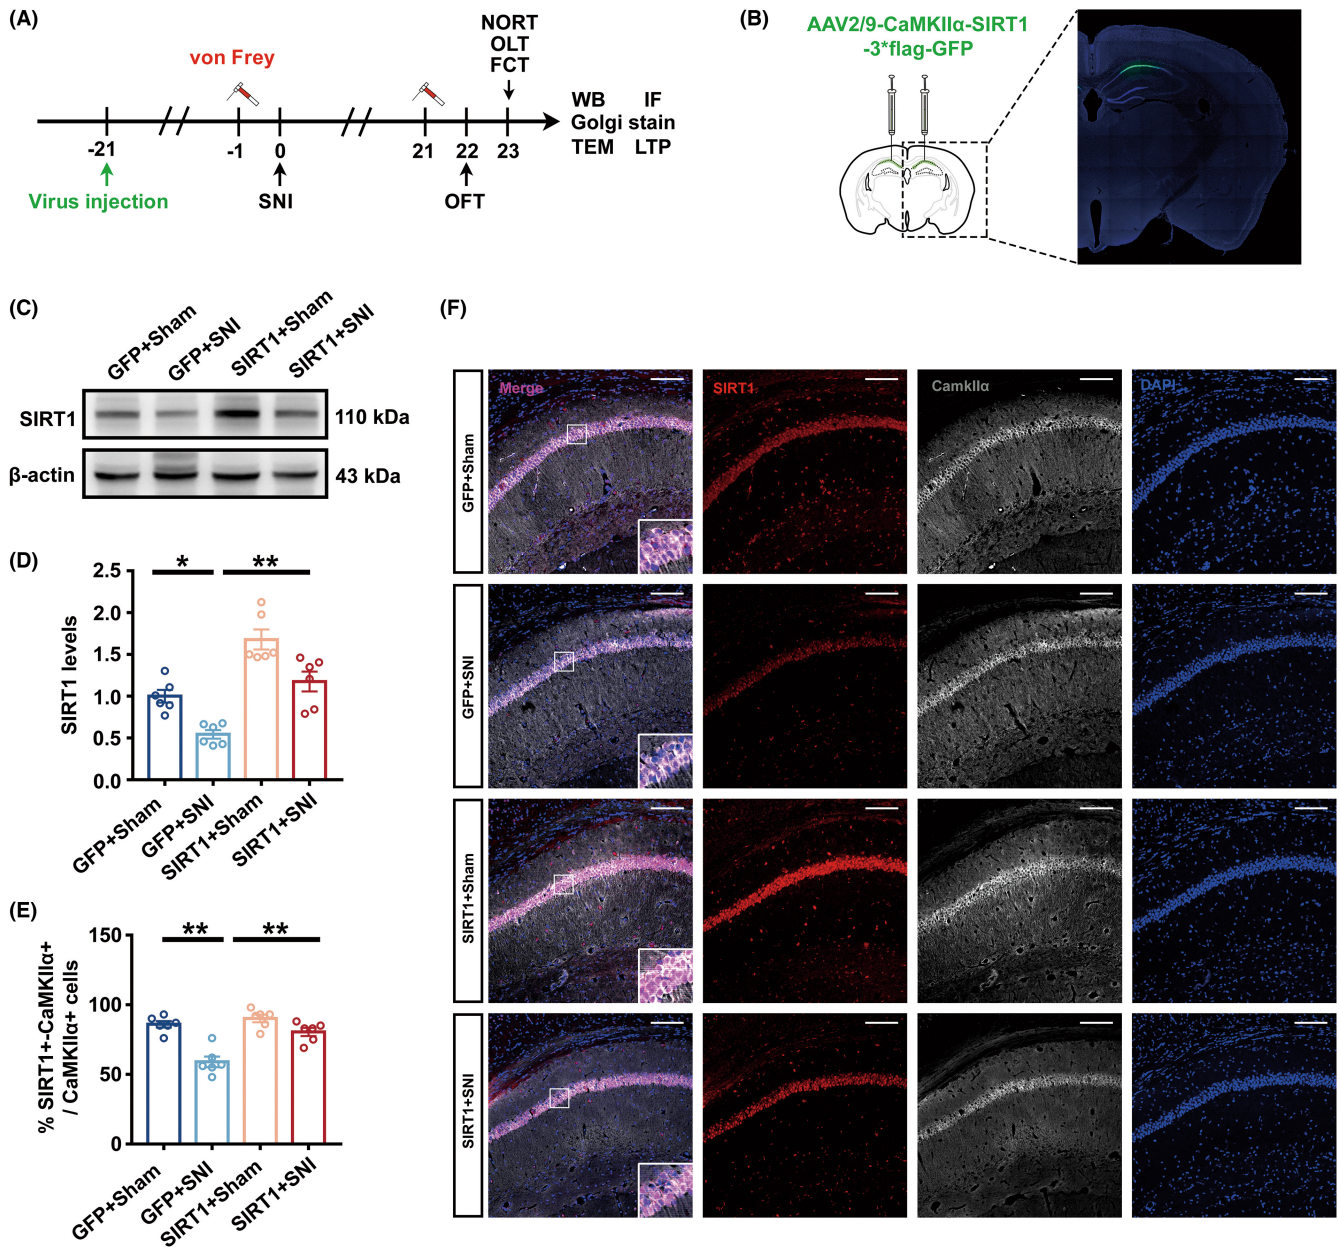 (A)
NORT
OLT
FCT
von Frey
WB IF
Golgi stain
TEM LTP
-21 -1 0 21 22 23
Virus injection SNI OFT
(B)
AAV2/9-CaMKIIα-SIRT1
-3*flag-GFP
(C)
GFP+Sham
GFP+SNI
SIRT1+Sham
SIRT1+SNI
SIRT1 110 kDa
β-actin 43 kDa
(D)
* **
SIRT1 levels
2.5
2.0
1.5
1.0
0.5
0.0
GFP+Sham
GFP+SNI
SIRT1+Sham
SIRT1+SNI
(E)
** **
% SIRT1+-CaMKIIα+
/ CaMKIIα+ cells
150
100
50
0
GFP+Sham
GFP+SNI
SIRT1+Sham
SIRT1+SNI
(F)
Merge SIRT1 CamkIIα DAPI
GFP+Sham
GFP+SNI
SIRT1+Sham
SIRT1+SNI